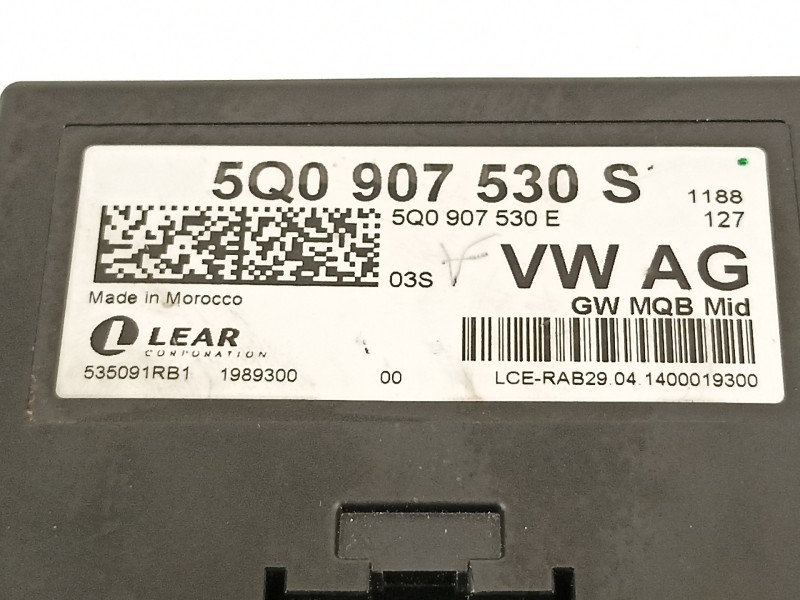 5Q0 907 530 S
1188
5Q0 907 530 E
127
03S
VW AG
Made in Morocco
GW MQB Mid
LEAR
CORPORATION
535091RB1 1989300 00
LCE-RAB29.04.1400019300